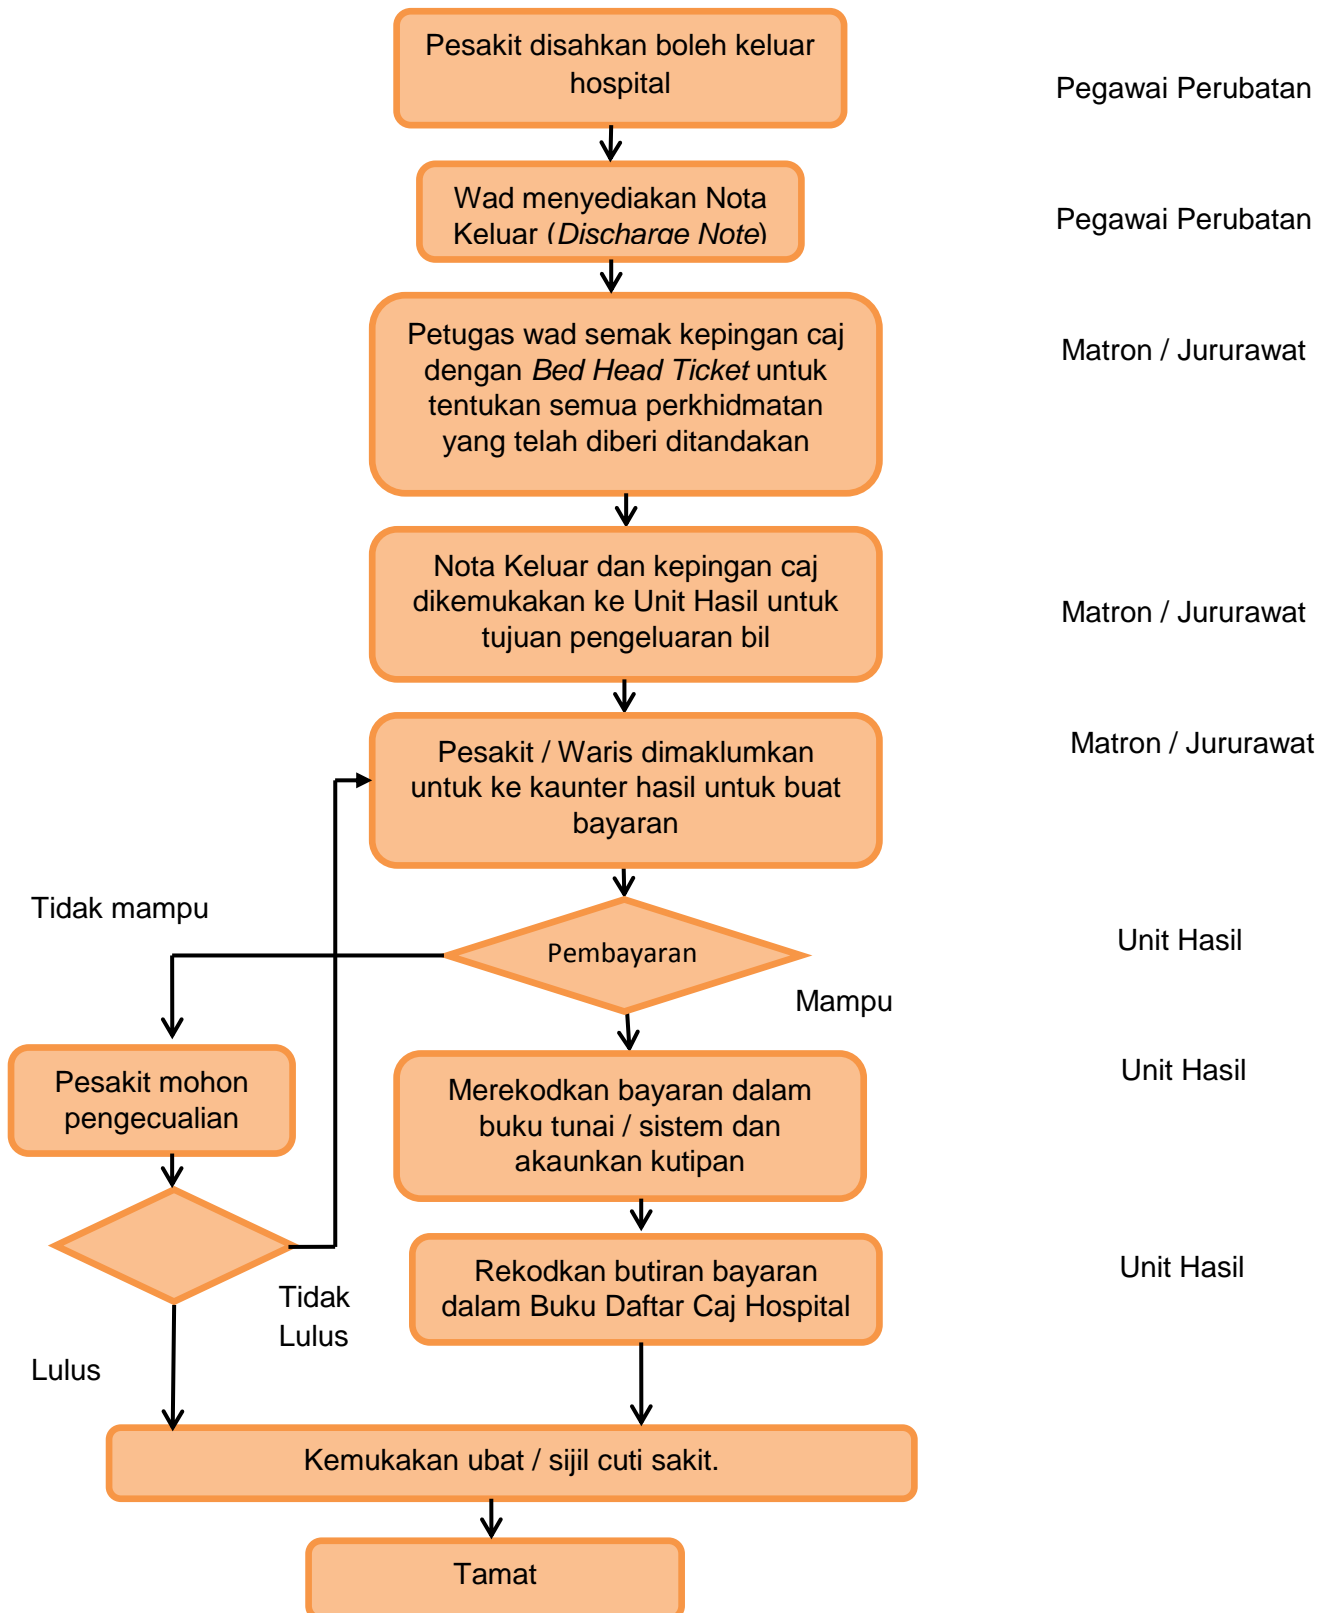 Pesakit disahkan boleh keluar
hospital
Pegawai Perubatan
Wad menyediakan Nota
Keluar (Discharge Note)
Pegawai Perubatan
Petugas wad semak kepingan caj
dengan Bed Head Ticket untuk
tentukan semua perkhidmatan
yang telah diberi ditandakan
Matron / Jururawat
Nota Keluar dan kepingan caj
dikemukakan ke Unit Hasil untuk
tujuan pengeluaran bil
Matron / Jururawat
Pesakit / Waris dimaklumkan
untuk ke kaunter hasil untuk buat
bayaran
Matron / Jururawat
Tidak mampu
Pembayaran
Unit Hasil
Mampu
Pesakit mohon
pengecualian
Merekodkan bayaran dalam
buku tunai / sistem dan
akaunkan kutipan
Unit Hasil
Rekodkan butiran bayaran
dalam Buku Daftar Caj Hospital
Unit Hasil
Tidak
Lulus
Lulus
Kemukakan ubat / sijil cuti sakit.
Tamat